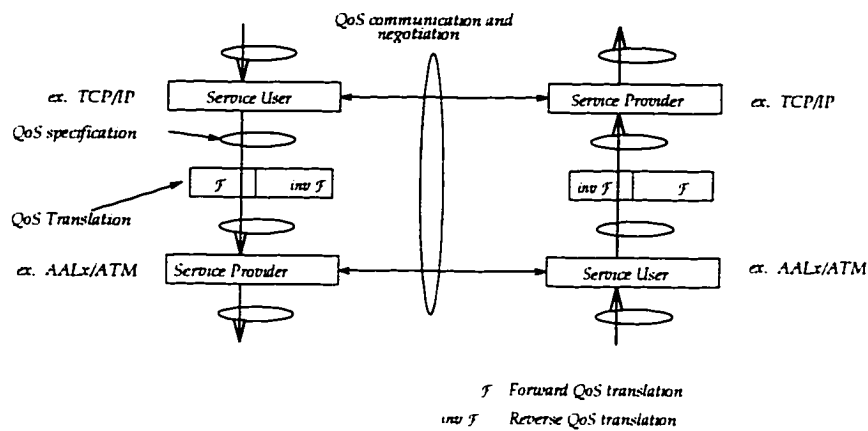 QoS communication and
negotiation
ex. TCP/IP
Service User
Service Provider
ex. TCP/IP
QoS specification
F
inv F
inv F
F
QoS Translation
ex. AALx/ATM
Service Provider
Service User
ex. AALx/ATM
F Forward QoS translation
inv F Reverse QoS translation